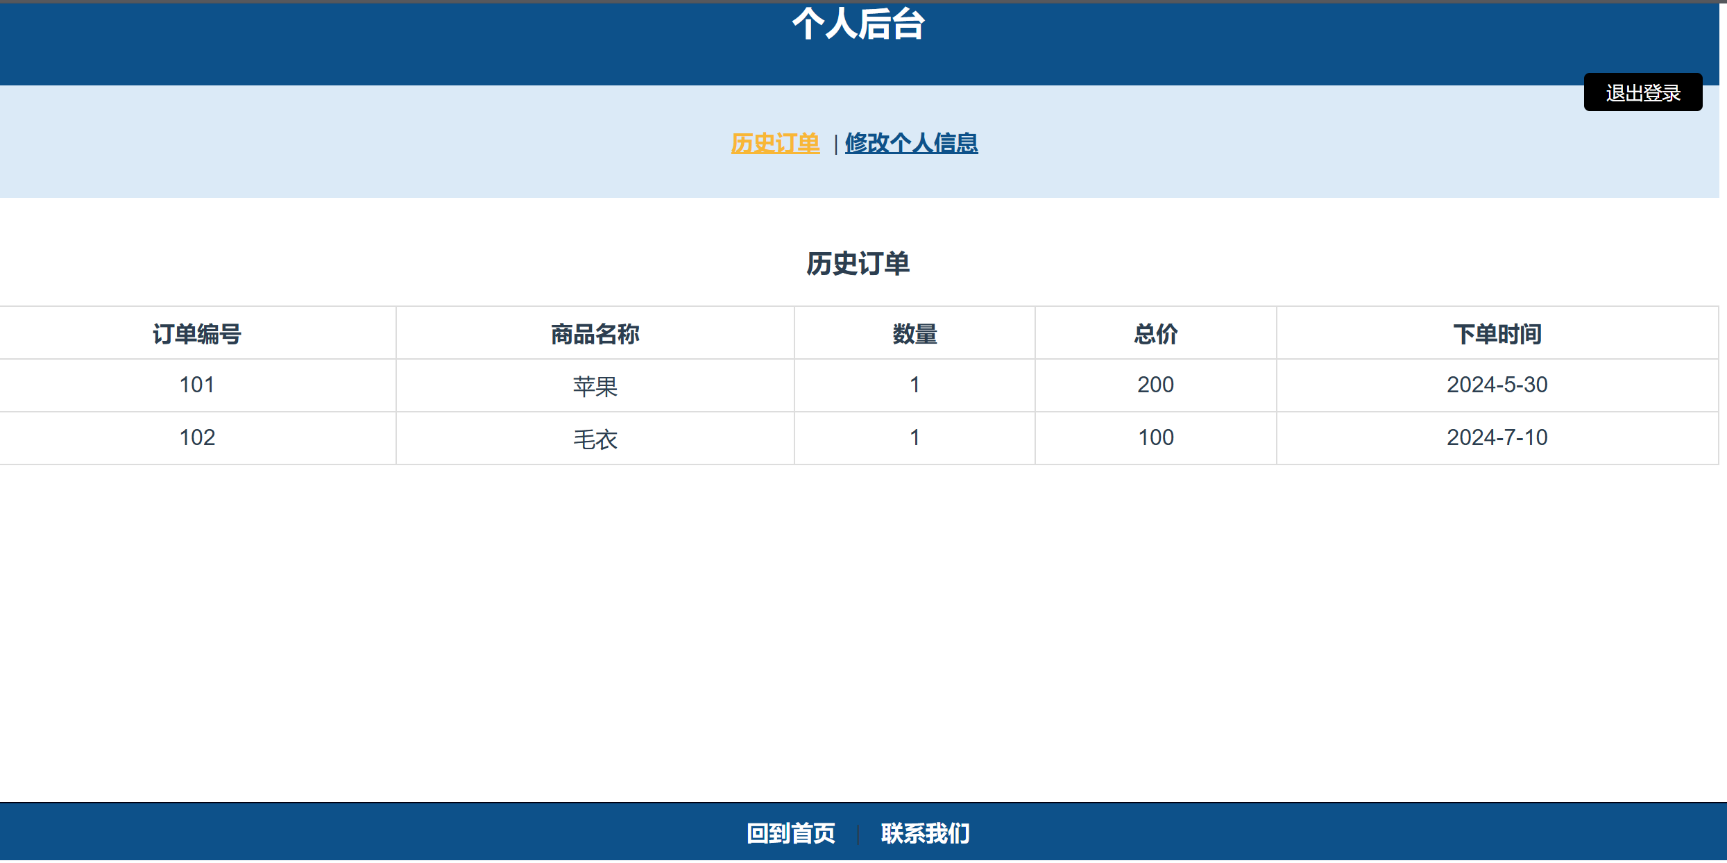 个人后台
退出登录
历史订单 | 修改个人信息
历史订单
订单编号 商品名称 数量 总价 下单时间
101 苹果 1 200 2024-5-30
102 毛衣 1 100 2024-7-10
回到首页 | 联系我们